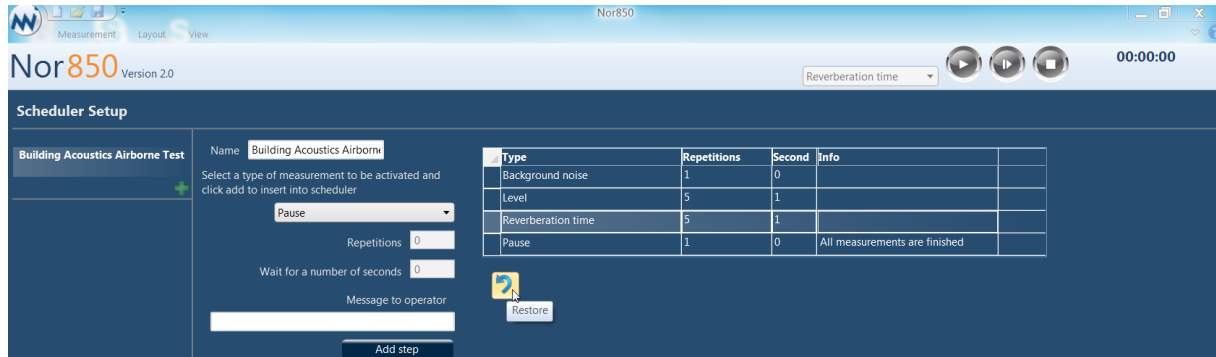 Nor850
Measurement Layout View
Nor850 Version 2.0
Reverberation time
00:00:00
Scheduler Setup
Building Acoustics Airborne Test
Name Building Acoustics Airborne
Select a type of measurement to be activated and
click add to insert into scheduler
Pause
Repetitions 0
Wait for a number of seconds 0
Message to operator
Add step
Type Repetitions Second Info
Background noise 1 0
Level 5 1
Reverberation time 5 1
Pause 1 0 All measurements are finished
Restore